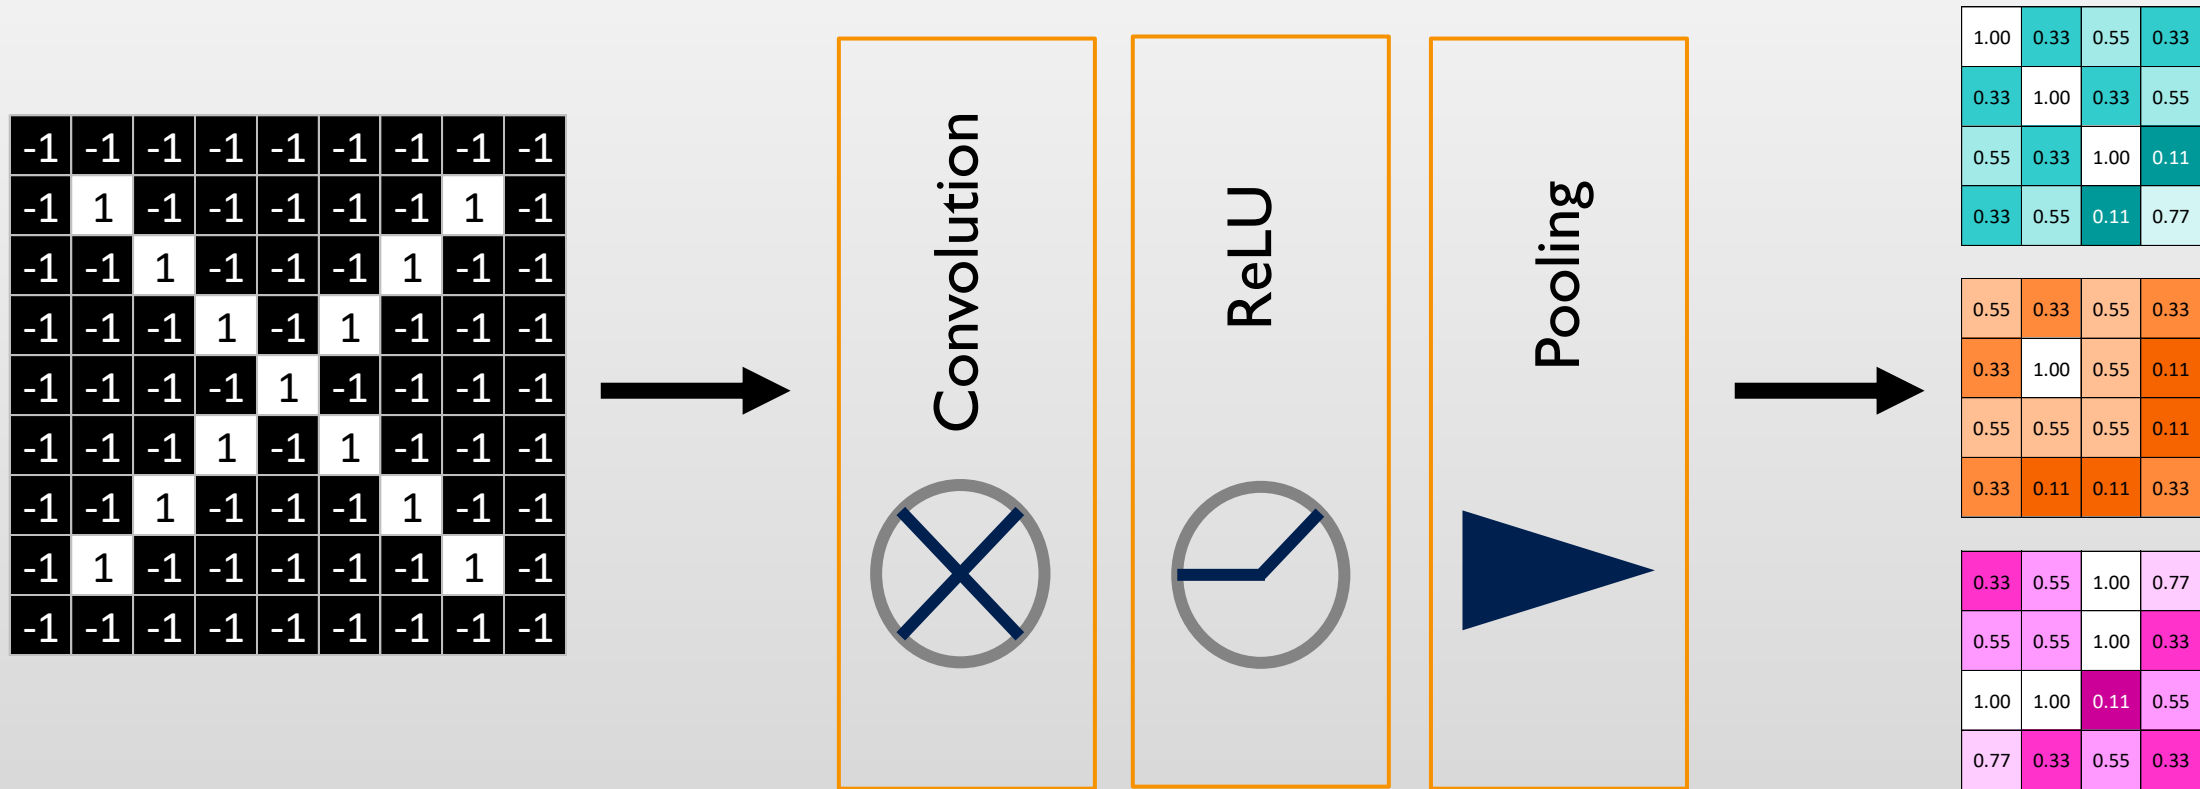 -1 -1 -1 -1 -1 -1 -1 -1 -1
-1 1 -1 -1 -1 -1 -1 1 -1
-1 -1 1 -1 -1 -1 1 -1 -1
-1 -1 -1 1 -1 1 -1 -1 -1
-1 -1 -1 -1 1 -1 -1 -1 -1
-1 -1 -1 1 -1 1 -1 -1 -1
-1 -1 1 -1 -1 -1 1 -1 -1
-1 1 -1 -1 -1 -1 -1 1 -1
-1 -1 -1 -1 -1 -1 -1 -1 -1
Convolution
ReLU
Pooling
1.00 0.33 0.55 0.33
0.33 1.00 0.33 0.55
0.55 0.33 1.00 0.11
0.33 0.55 0.11 0.77
0.55 0.33 0.55 0.33
0.33 1.00 0.55 0.11
0.55 0.55 0.55 0.11
0.33 0.11 0.11 0.33
0.33 0.55 1.00 0.77
0.55 0.55 1.00 0.33
1.00 1.00 0.11 0.55
0.77 0.33 0.55 0.33